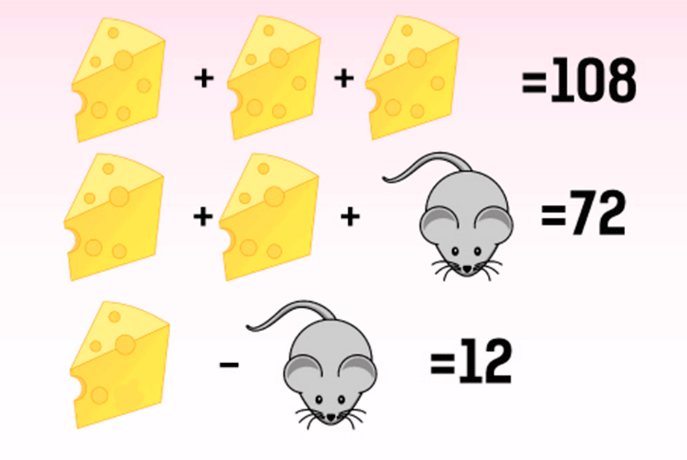 + + =108
+ + =72
- =12